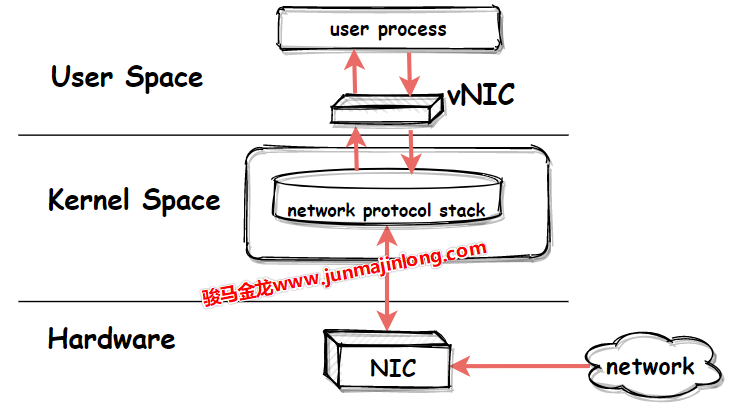 user process
User Space
vNIC
Kernel Space
network protocol stack
骏马金龙www.junmajinlong.com
Hardware
NIC
network